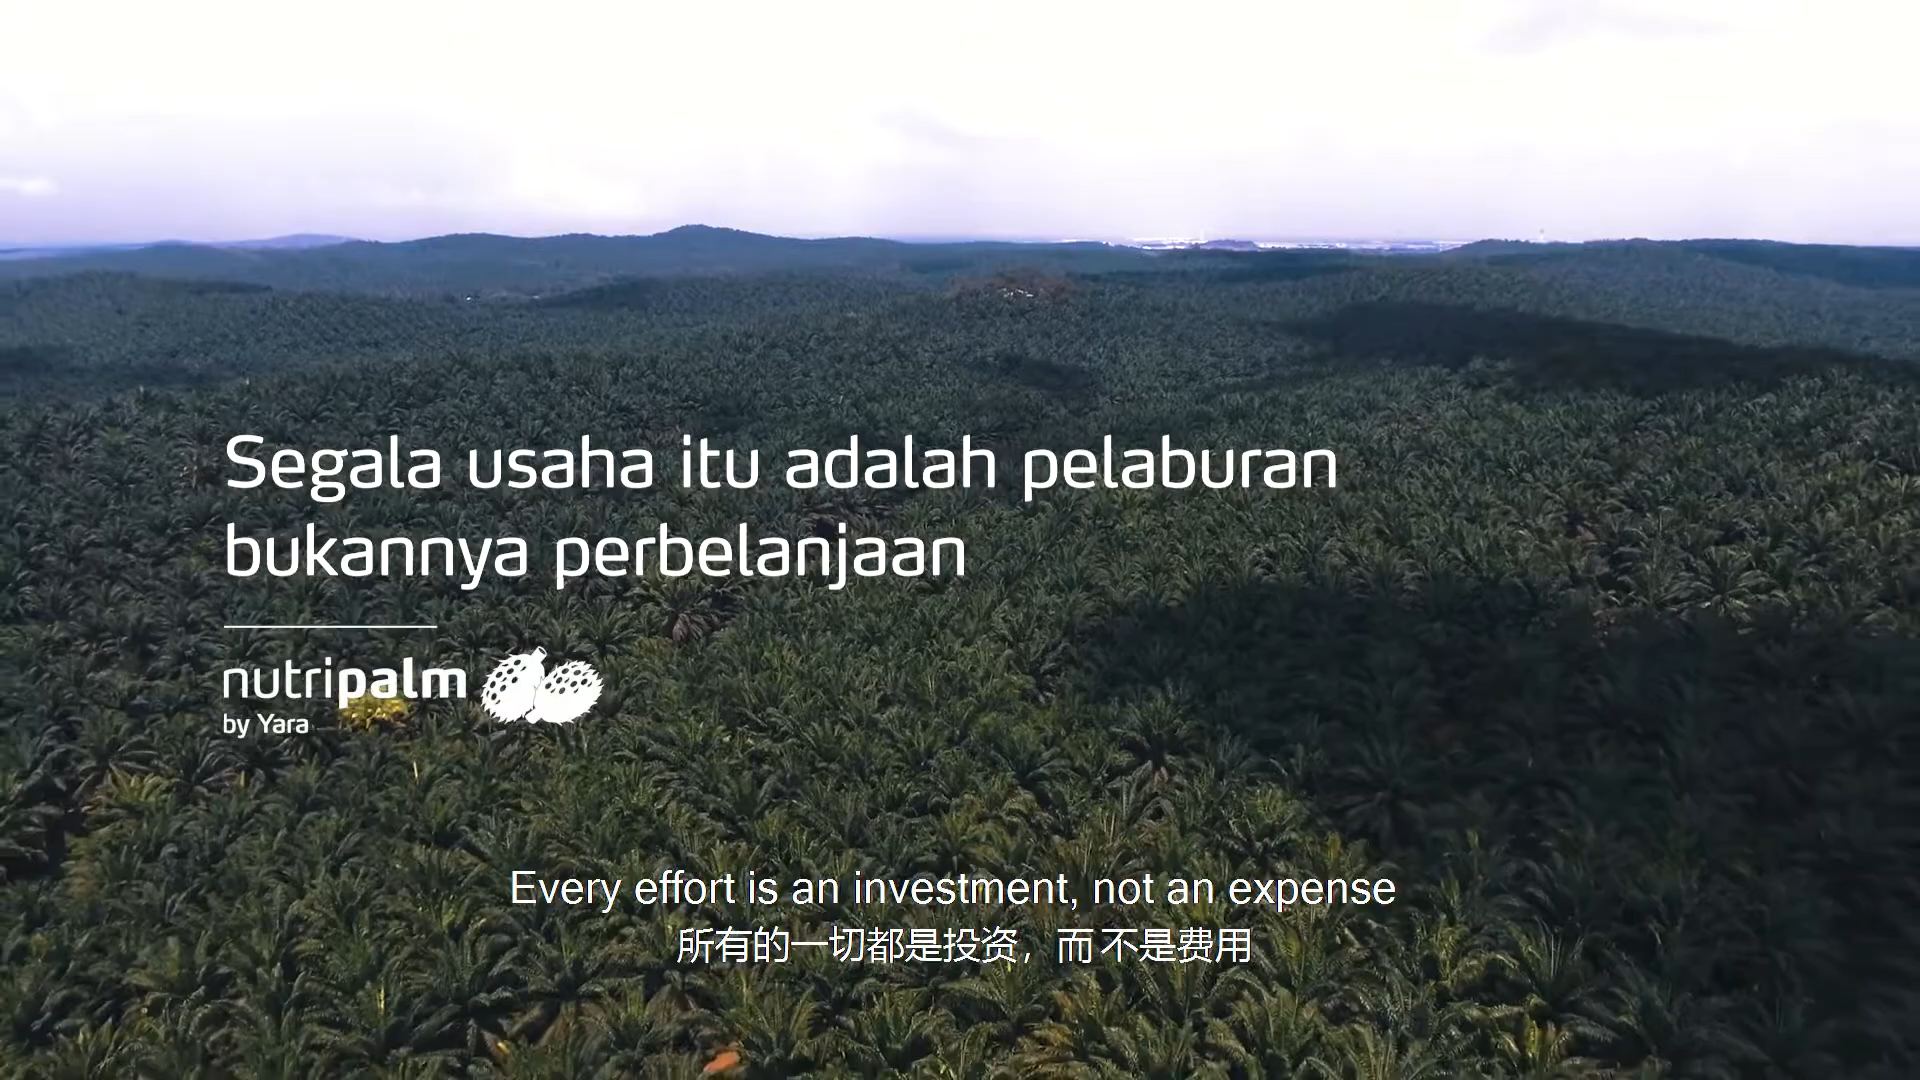 Segala usaha itu adalah pelaburan
bukannya perbelanjaan
nutripalm
by Yara
Every effort is an investment, not an expense
所有的一切都是投资，而不是费用